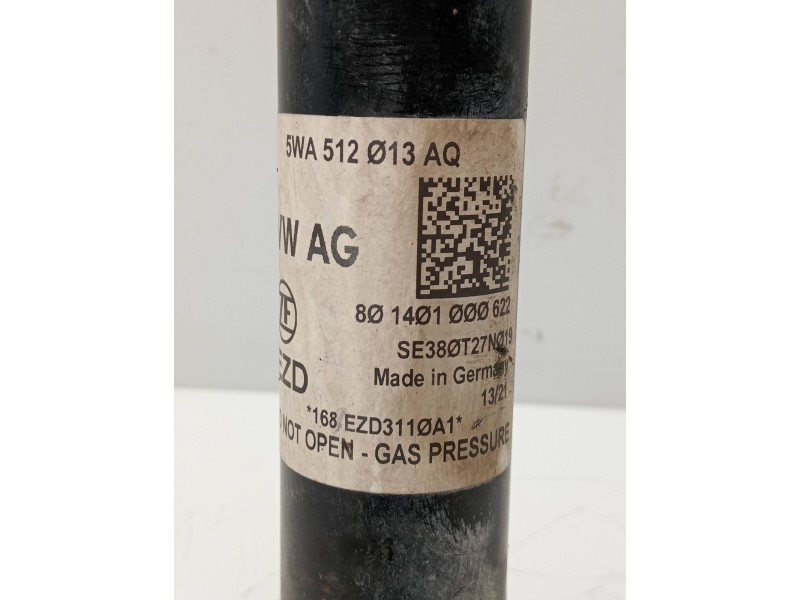 5WA 512 Ø13 AQ
VW AG
ZF
8Ø 14Ø1 ØØØ 622
SE38ØT27NØ19
Made in Germany
13/21
*168 EZD311ØA1*
NOT OPEN - GAS PRESSURE